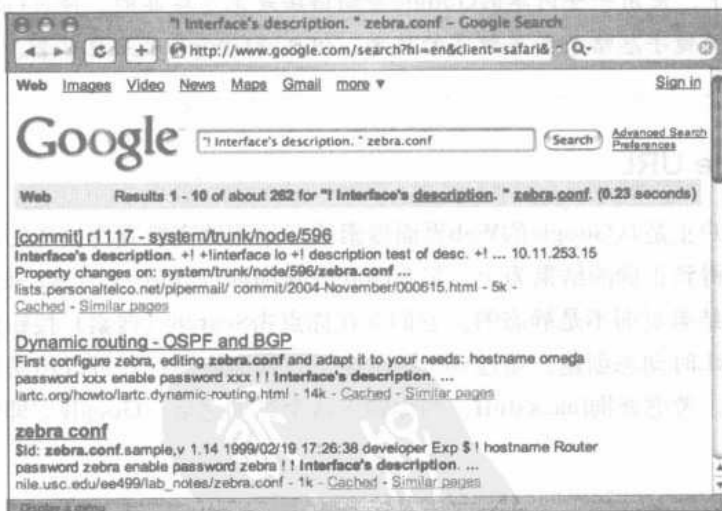 "! Interface's description. " zebra.conf – Google Search
http://www.google.com/search?hl=en&client=safari&
Q
Web Images Video News Maps Gmail more ▼ Sign in
Google "! Interface's description. " zebra.conf Search Advanced Search
Preferences
e URL
Web Results 1 - 10 of about 262 for "! Interface's description. " zebra.conf. (0.23 seconds)
[commit] r1117 - system/trunk/node/596
Interface's description. +! +!interface lo +! description test of desc. +! ... 10.11.253.15
Property changes on: system/trunk/node/596/zebra.conf ...
lists.personaltelco.net/pipermail/ commit/2004-November/000615.html - 5k -
Cached - Similar pages
Dynamic routing - OSPF and BGP
First configure zebra, editing zebra.conf and adapt it to your needs: hostname omega
password xxx enable password xxx ! ! Interface's description. ...
lartc.org/howto/lartc.dynamic-routing.html - 14k - Cached - Similar pages
zebra conf
$Id: zebra.conf.sample,v 1.14 1999/02/19 17:26:38 developer Exp $ ! hostname Router
password zebra enable password zebra ! ! Interface's description. ...
nile.usc.edu/ee499/lab_notes/zebra.conf - 1k - Cached - Similar pages